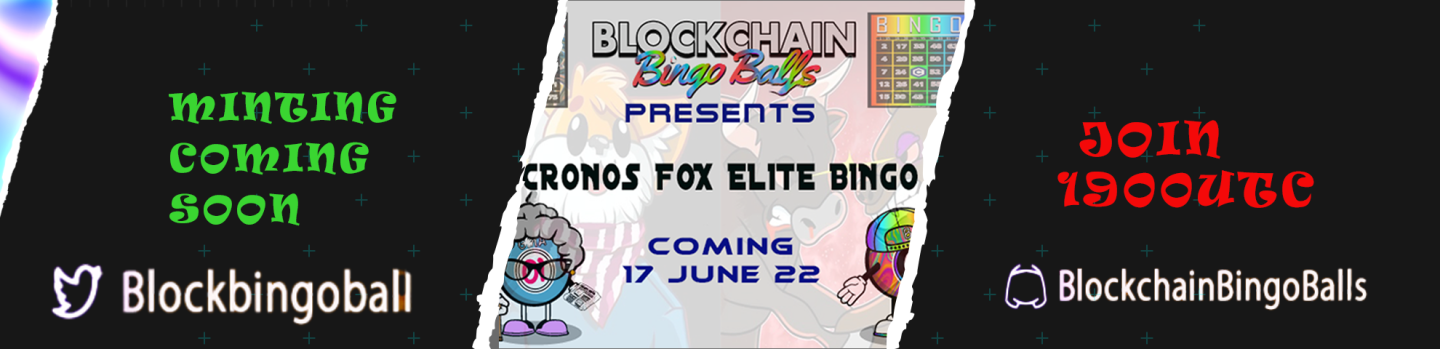 MINTING
COMING
SOON
Blockbingoball
BLOCKCHAIN
Bingo Balls
PRESENTS
CRONOS FOX ELITE BINGO
COMING
17 JUNE 22
BINGO
JOIN
1900UTC
BlockchainBingoBalls